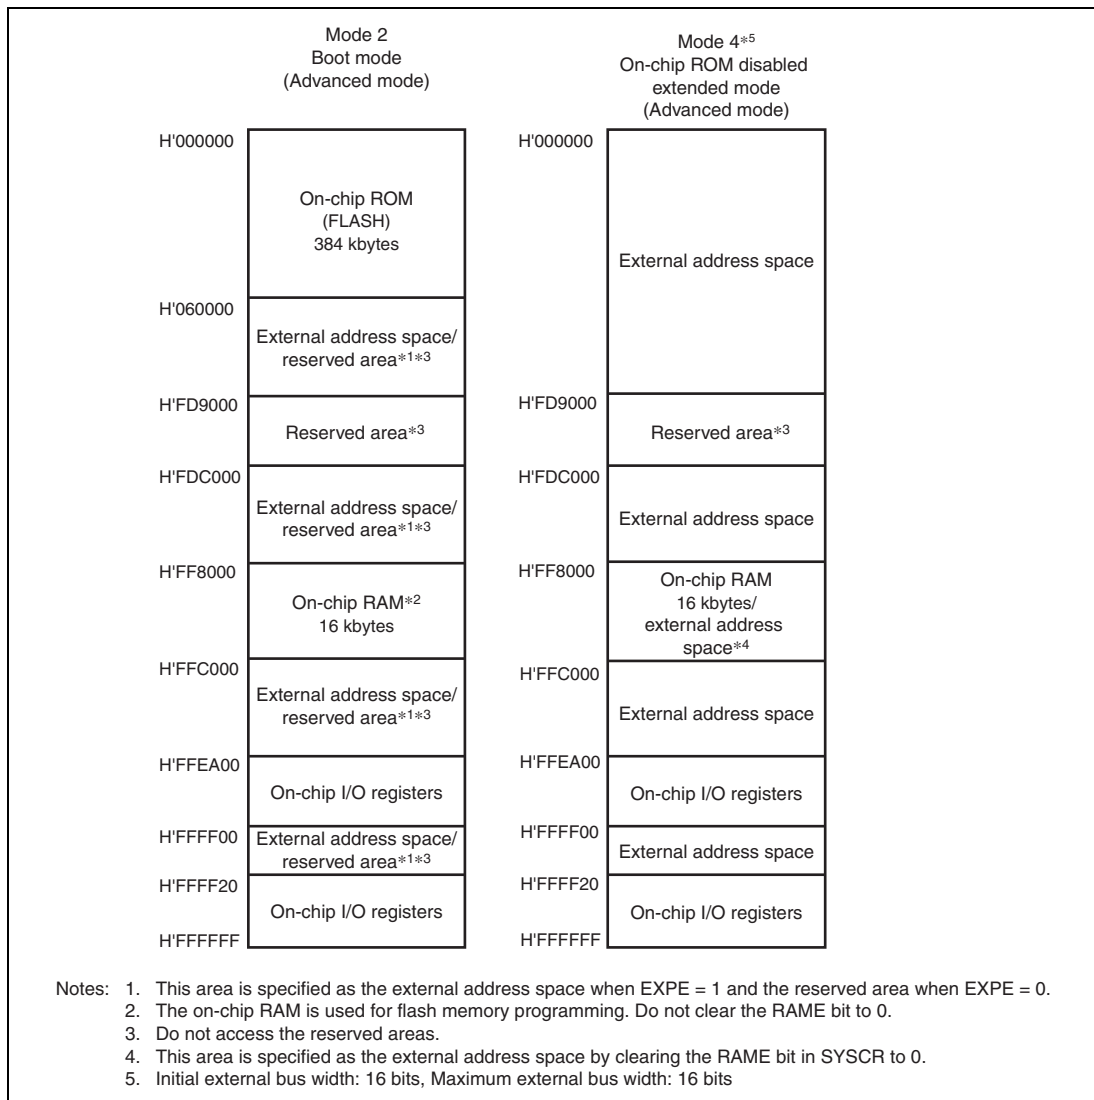 Mode 2
Boot mode
(Advanced mode)
H'000000
On-chip ROM
(FLASH)
384 kbytes
H'060000
External address space/
reserved area*1*3
H'FD9000
Reserved area*3
H'FDC000
External address space/
reserved area*1*3
H'FF8000
On-chip RAM*2
16 kbytes
H'FFC000
External address space/
reserved area*1*3
H'FFEA00
On-chip I/O registers
H'FFFF00
External address space/
reserved area*1*3
H'FFFF20
On-chip I/O registers
H'FFFFFF
Mode 4*5
On-chip ROM disabled
extended mode
(Advanced mode)
H'000000
External address space
H'FD9000
Reserved area*3
H'FDC000
External address space
H'FF8000
On-chip RAM
16 kbytes/
external address
space*4
H'FFC000
External address space
H'FFEA00
On-chip I/O registers
H'FFFF00
External address space
H'FFFF20
On-chip I/O registers
H'FFFFFF
Notes: 1. This area is specified as the external address space when EXPE = 1 and the reserved area when EXPE = 0.
2. The on-chip RAM is used for flash memory programming. Do not clear the RAME bit to 0.
3. Do not access the reserved areas.
4. This area is specified as the external address space by clearing the RAME bit in SYSCR to 0.
5. Initial external bus width: 16 bits, Maximum external bus width: 16 bits